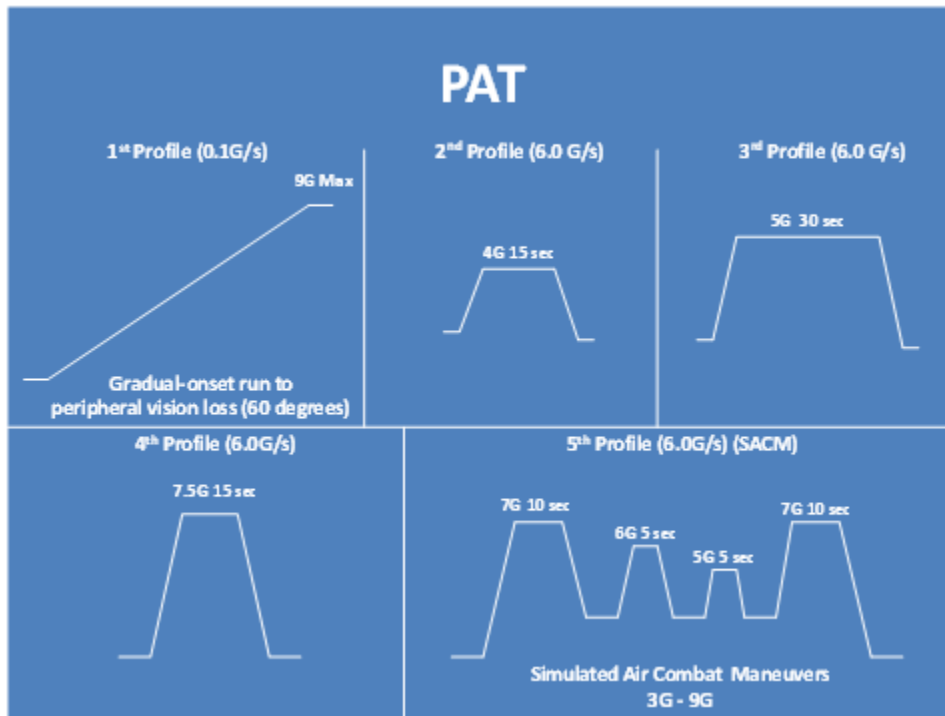 PAT
1st Profile (0.1G/s)
9G Max
Gradual-onset run to
peripheral vision loss (60 degrees)
2nd Profile (6.0 G/s)
4G 15 sec
3rd Profile (6.0 G/s)
5G 30 sec
4th Profile (6.0G/s)
7.5G 15 sec
5th Profile (6.0G/s) (SACM)
7G 10 sec
6G 5 sec
5G 5 sec
7G 10 sec
Simulated Air Combat Maneuvers
3G - 9G